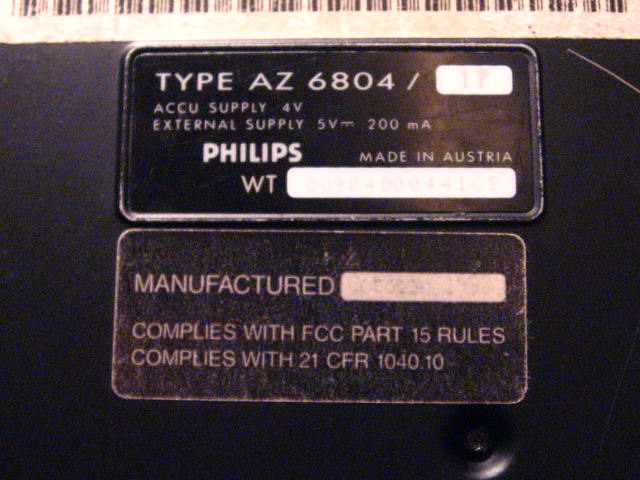 TYPE AZ 6804 / 17
ACCU SUPPLY 4V
EXTERNAL SUPPLY 5V⎓ 200 mA
PHILIPS MADE IN AUSTRIA
WT
MANUFACTURED
COMPLIES WITH FCC PART 15 RULES
COMPLIES WITH 21 CFR 1040.10